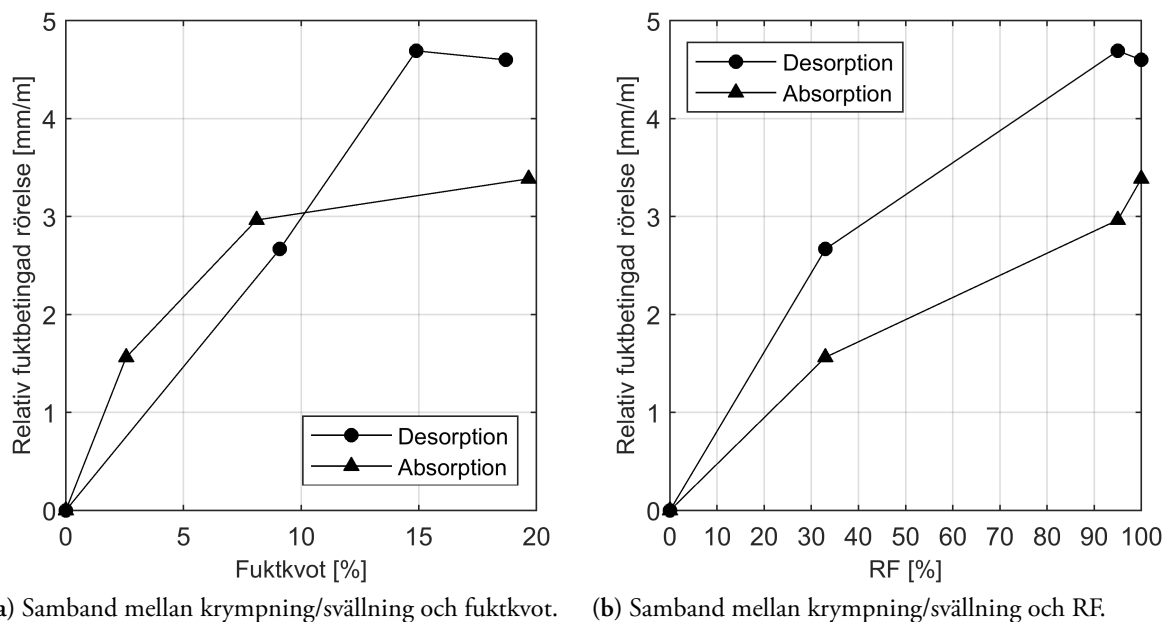 5
4
3
2
1
0
Relativ fuktbetingad rörelse [mm/m]
Desorption
Absorption
0 5 10 15 20
Fuktkvot [%]
a) Samband mellan krympning/svällning och fuktkvot.
5
4
3
2
1
0
Relativ fuktbetingad rörelse [mm/m]
Desorption
Absorption
0 10 20 30 40 50 60 70 80 90 100
RF [%]
(b) Samband mellan krympning/svällning och RF.